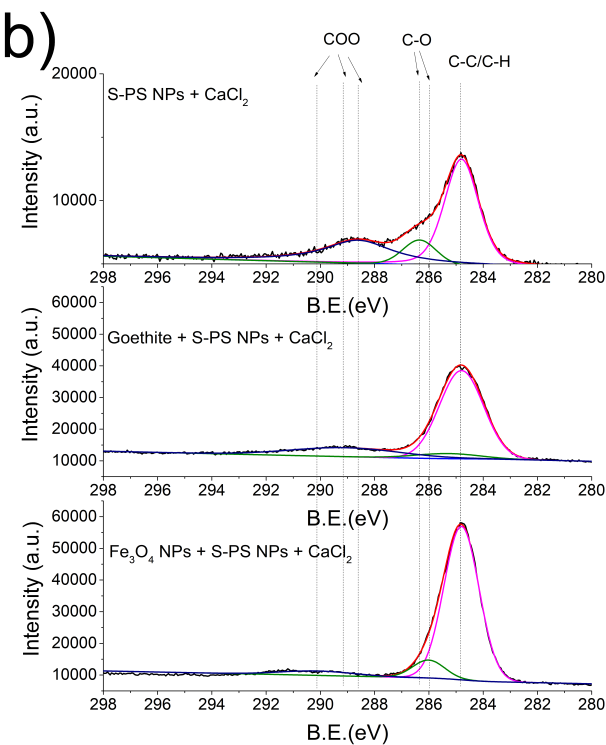 b)
COO
C-O
C-C/C-H
20000
S-PS NPs + CaCl2
10000
Intensity (a.u.)
298 296 294 292 290 288 286 284 282 280
B.E.(eV)
60000
50000
Goethite + S-PS NPs + CaCl2
40000
30000
20000
10000
Intensity (a.u.)
298 296 294 292 290 288 286 284 282 280
B.E.(eV)
60000
50000
Fe3O4 NPs + S-PS NPs + CaCl2
40000
30000
20000
10000
Intensity (a.u.)
298 296 294 292 290 288 286 284 282 280
B.E.(eV)